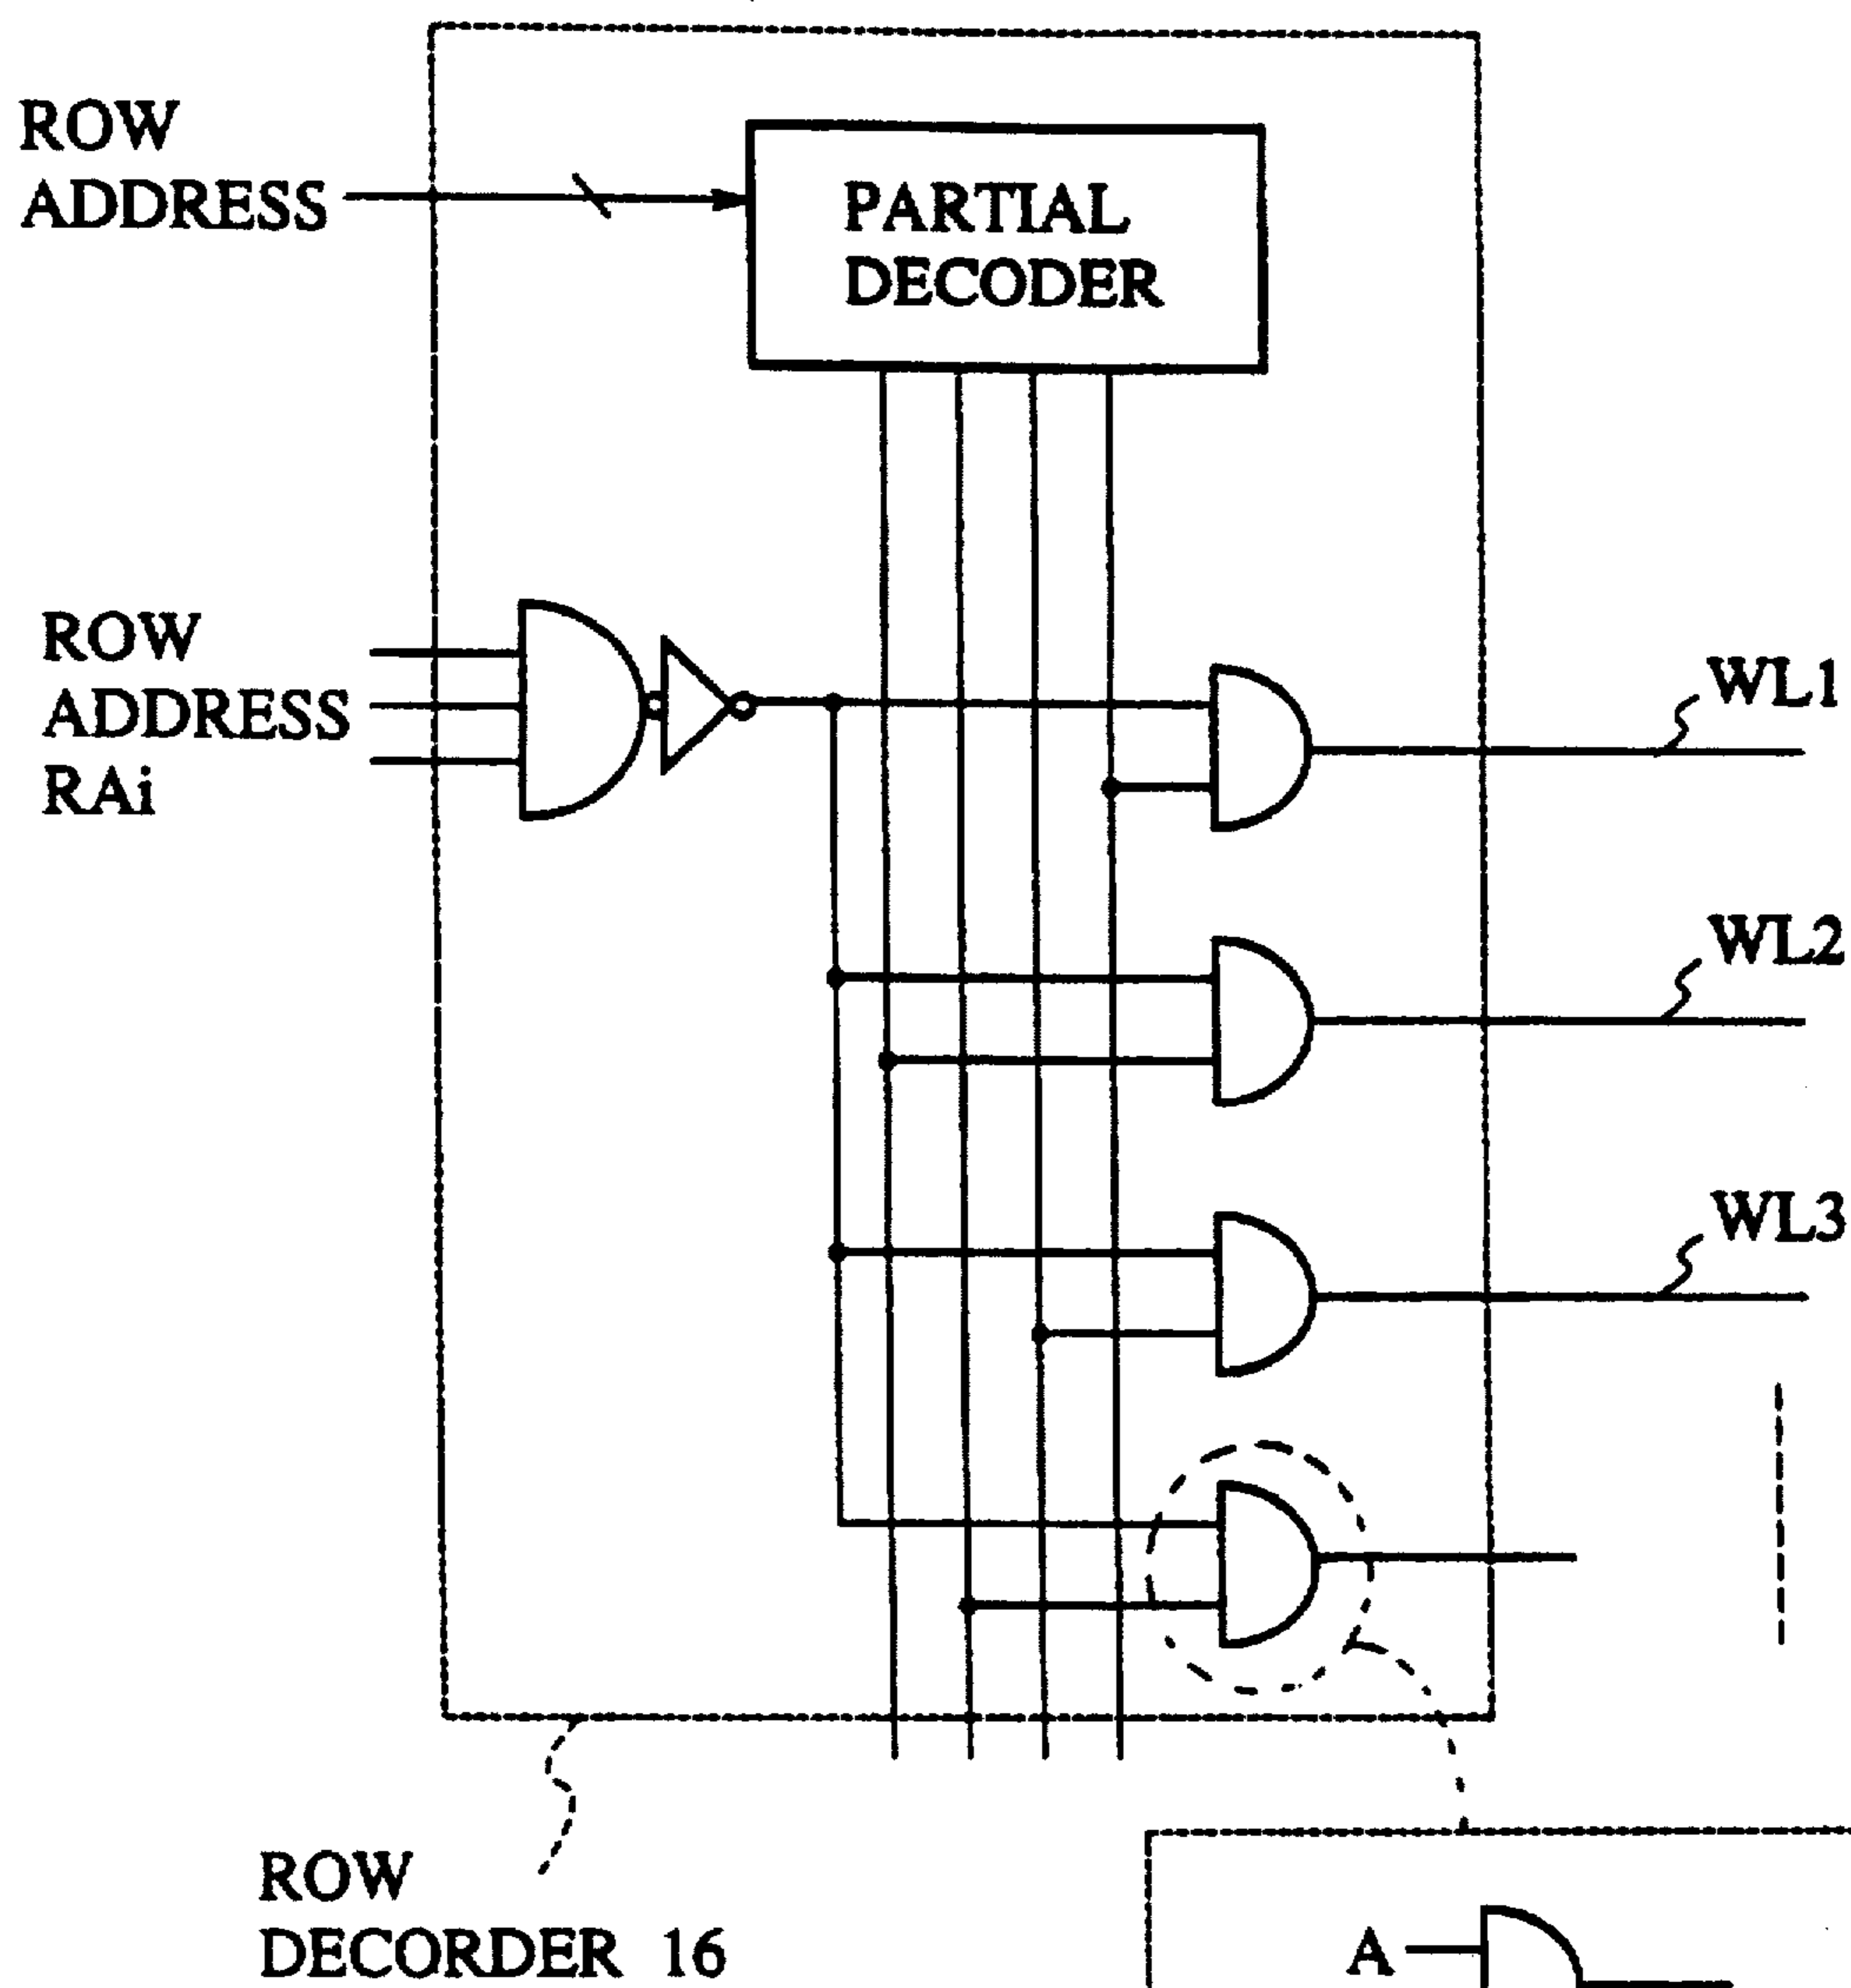 ROW
ADDRESS
PARTIAL
DECODER
ROW
ADDRESS
RAi
WL1
WL2
WL3
ROW
DECORDER 16
A